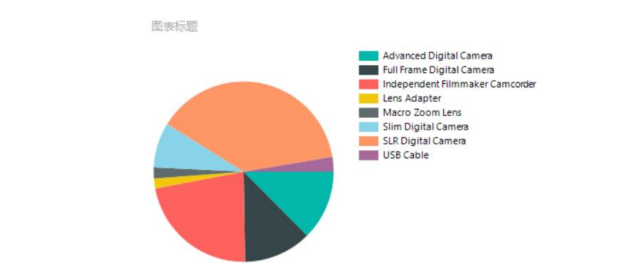 图表标题
Advanced Digital Camera
Full Frame Digital Camera
Independent Filmmaker Camcorder
Lens Adapter
Macro Zoom Lens
Slim Digital Camera
SLR Digital Camera
USB Cable